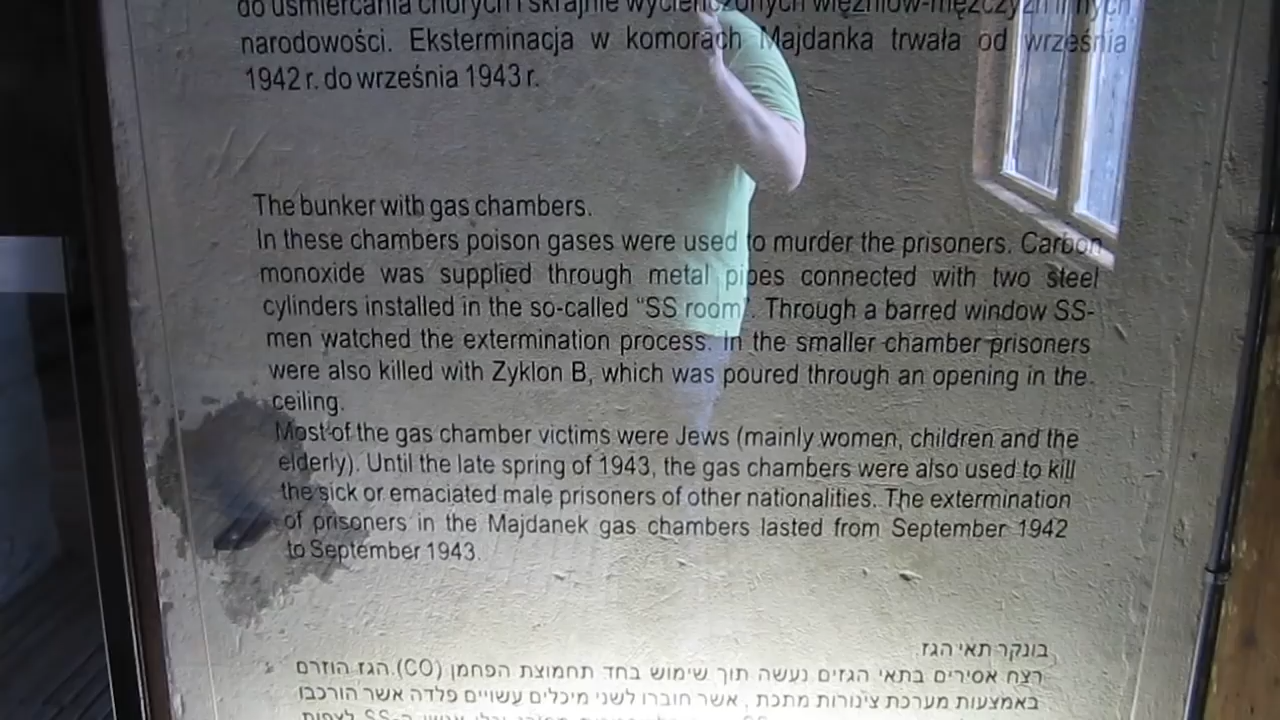 do uśmiercania chorych i skrajnie wycieńczonych więźniów-mężczyzn innych
narodowości. Eksterminacja w komorach Majdanka trwała od września
1942 r. do września 1943 r.
The bunker with gas chambers.
In these chambers poison gases were used to murder the prisoners. Carbon
monoxide was supplied through metal pipes connected with two steel
cylinders installed in the so-called “SS room”. Through a barred window SS-
men watched the extermination process. In the smaller chamber prisoners
were also killed with Zyklon B, which was poured through an opening in the
ceiling.
Most of the gas chamber victims were Jews (mainly women, children and the
elderly). Until the late spring of 1943, the gas chambers were also used to kill
the sick or emaciated male prisoners of other nationalities. The extermination
of prisoners in the Majdanek gas chambers lasted from September 1942
to September 1943.
בונקר תאי הגז.
רצח אסירים בתאי הגזים נעשה תוך שימוש בחד תחמוצת הפחמן (CO). הגז הוזרם
באמצעות מערכת צינורות מתכת, אשר חוברו לשני מיכלים עשויים פלדה אשר הורכבו